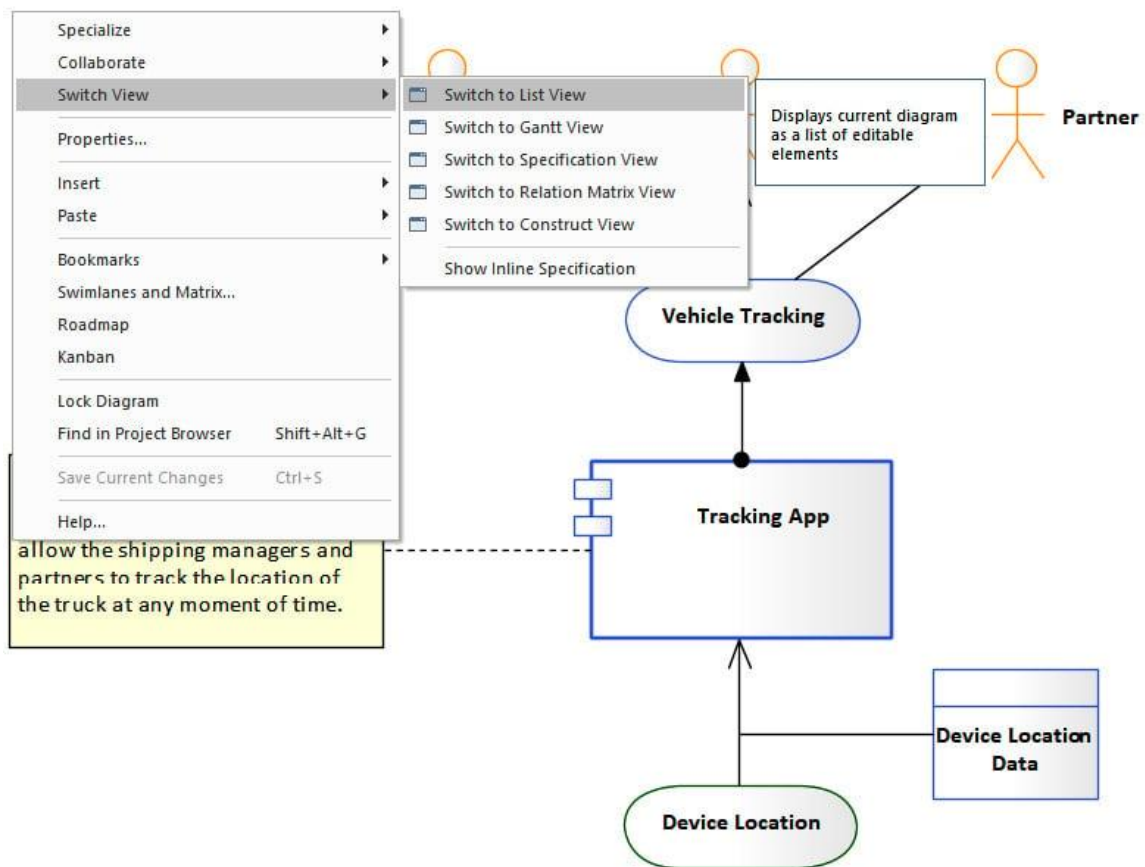 Specialize
Collaborate
Switch View
Properties...
Insert
Paste
Bookmarks
Swimlanes and Matrix...
Roadmap
Kanban
Lock Diagram
Find in Project Browser Shift+Alt+G
Save Current Changes Ctrl+S
Help...
Switch to List View
Switch to Gantt View
Switch to Specification View
Switch to Relation Matrix View
Switch to Construct View
Show Inline Specification
Displays current diagram
as a list of editable
elements
Partner
Vehicle Tracking
Tracking App
allow the shipping managers and
partners to track the location of
the truck at any moment of time.
Device Location
Data
Device Location